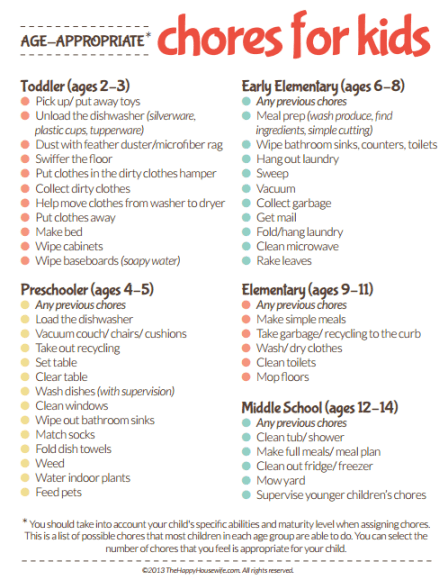 AGE-APPROPRIATE* chores for kids
Toddler (ages 2-3)
Pick up/ put away toys
Unload the dishwasher (silverware,
plastic cups, tupperware)
Dust with feather duster/microfiber rag
Swiffer the floor
Put clothes in the dirty clothes hamper
Collect dirty clothes
Help move clothes from washer to dryer
Put clothes away
Make bed
Wipe cabinets
Wipe baseboards (soapy water)
Preschooler (ages 4-5)
Any previous chores
Load the dishwasher
Vacuum couch/ chairs/ cushions
Take out recycling
Set table
Clear table
Wash dishes (with supervision)
Clean windows
Wipe out bathroom sinks
Match socks
Fold dish towels
Weed
Water indoor plants
Feed pets
Early Elementary (ages 6-8)
Any previous chores
Meal prep (wash produce, find
ingredients, simple cutting)
Wipe bathroom sinks, counters, toilets
Hang out laundry
Sweep
Vacuum
Collect garbage
Get mail
Fold/hang laundry
Clean microwave
Rake leaves
Elementary (ages 9-11)
Any previous chores
Make simple meals
Take garbage/ recycling to the curb
Wash/ dry clothes
Clean toilets
Mop floors
Middle School (ages 12-14)
Any previous chores
Clean tub/ shower
Make full meals/ meal plan
Clean out fridge/ freezer
Mow yard
Supervise younger children's chores
* You should take into account your child's specific abilities and maturity level when assigning chores.
This is a list of possible chores that most children in each age group are able to do. You can select the
number of chores that you feel is appropriate for your child.
©2013 TheHappyHousewife.com. All rights reserved.